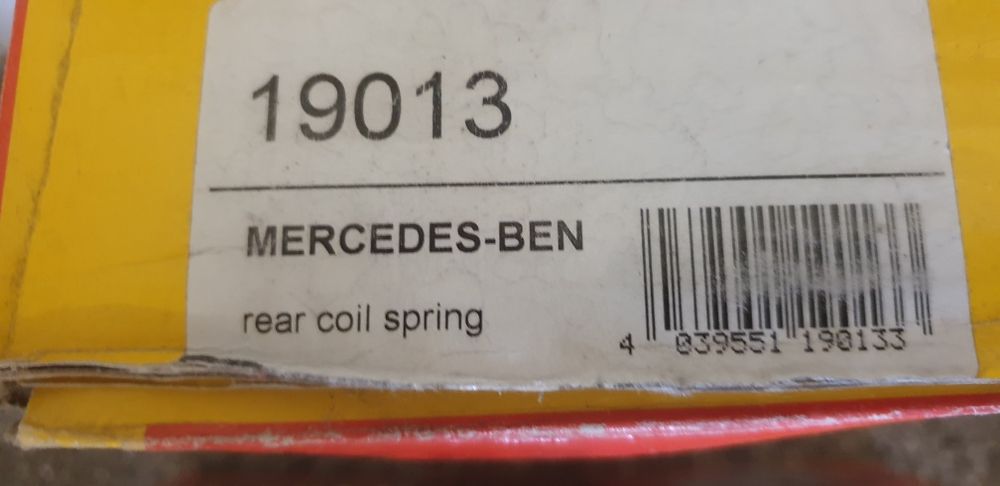 19013
MERCEDES-BEN
rear coil spring
4 039551 190133